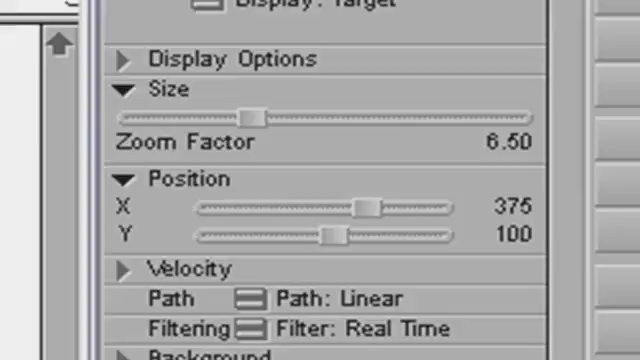 Display: Target
Display Options
Size
Zoom Factor 6.50
Position
X 375
Y 100
Velocity
Path Path: Linear
Filtering Filter: Real Time
Background